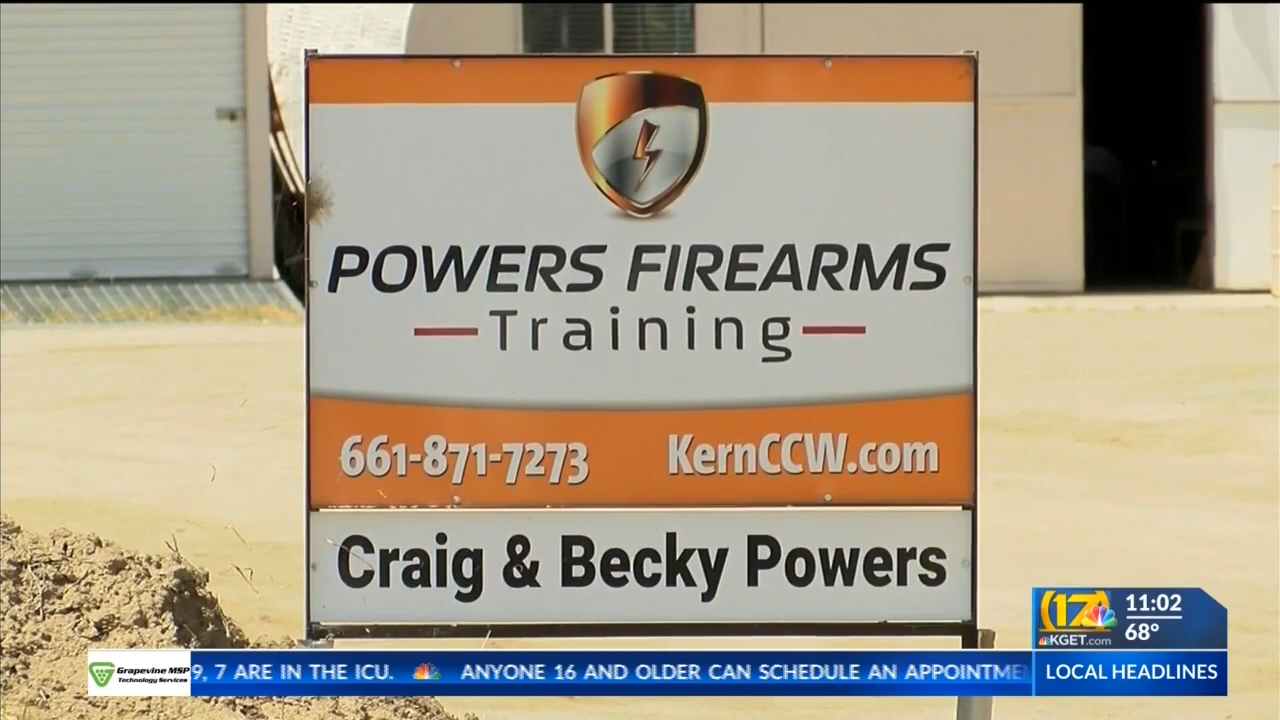 POWERS FIREARMS
Training
661-871-7273 KernCCW.com
Craig & Becky Powers
17
11:02
KGET.com
68°
Grapevine MSP
Technology Services
9, 7 ARE IN THE ICU. ANYONE 16 AND OLDER CAN SCHEDULE AN APPOINTME
LOCAL HEADLINES